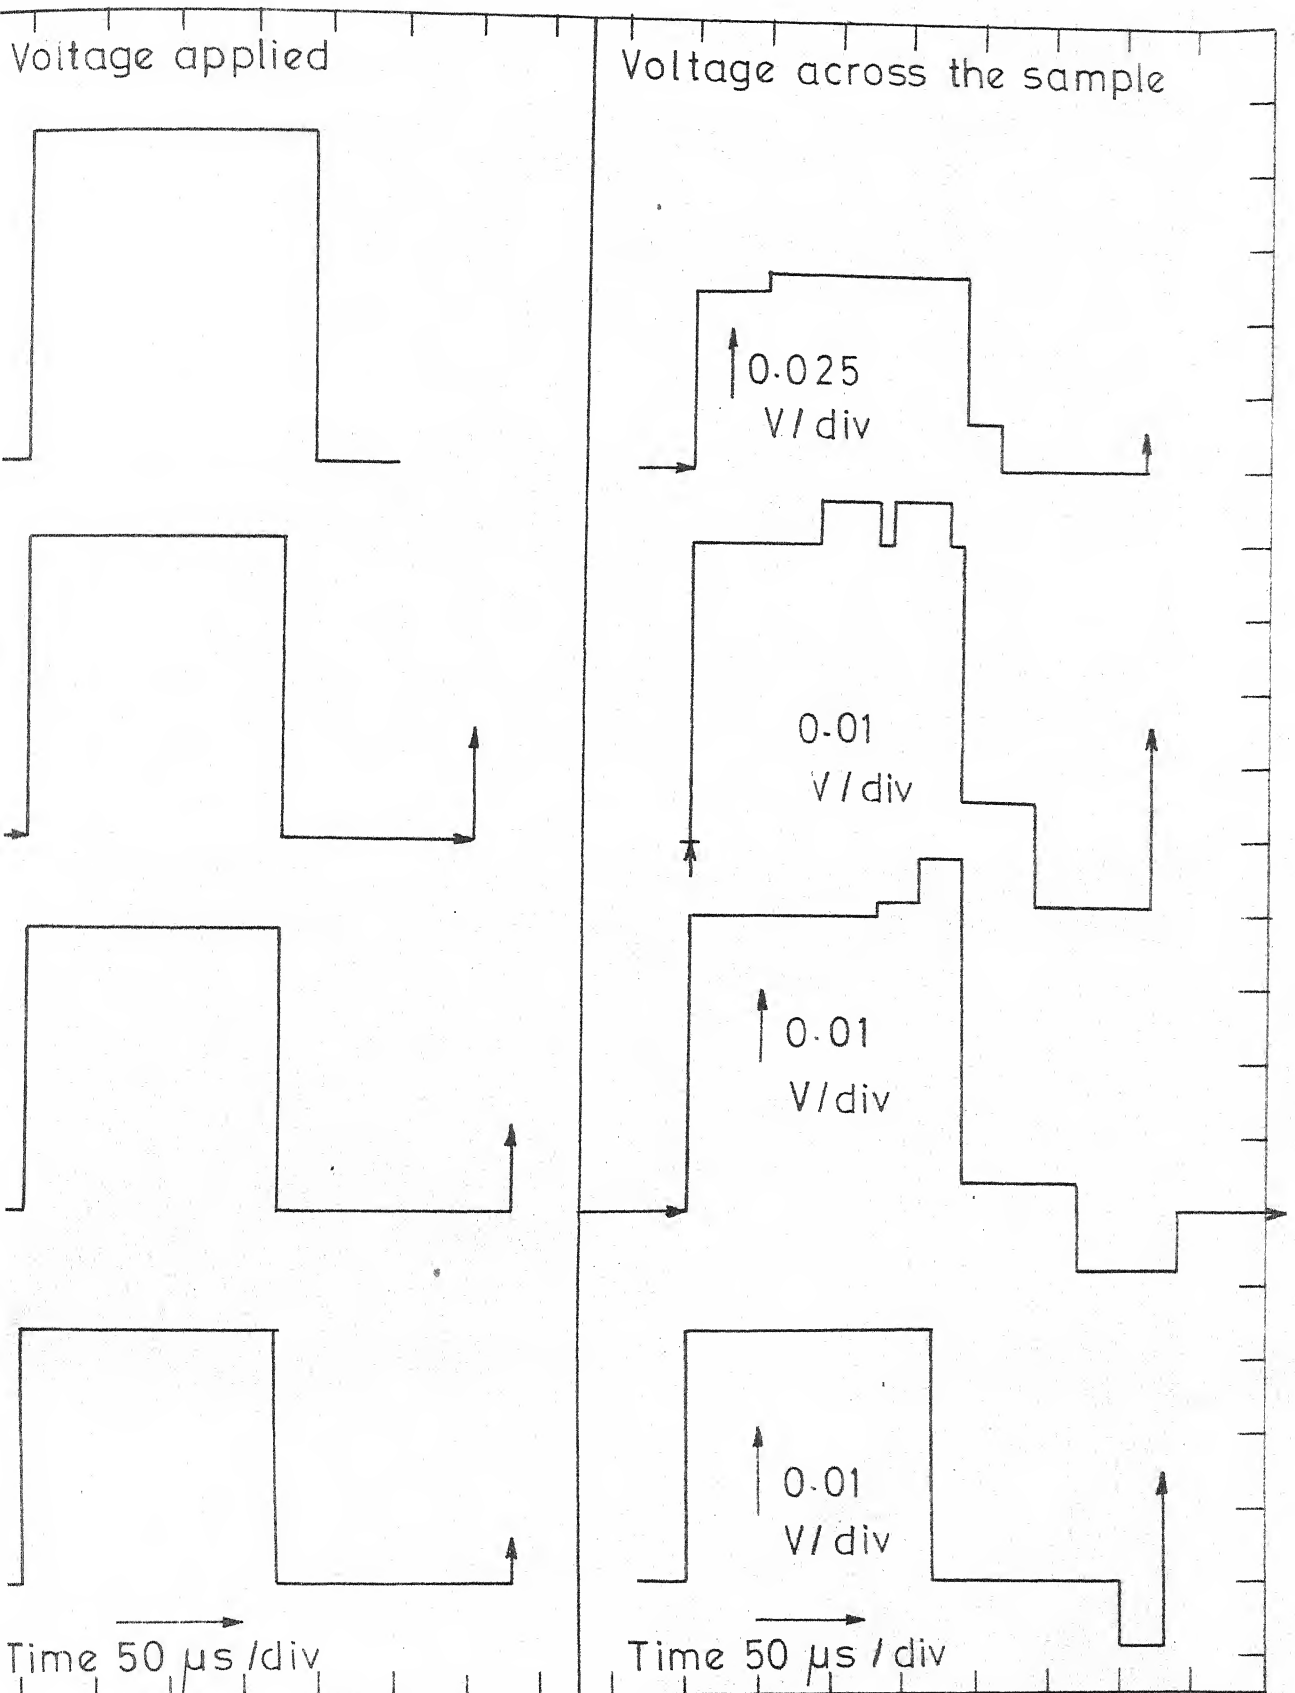 Voltage applied
Voltage across the sample
0.025
V/div
0.01
V/div
0.01
V/div
0.01
V/div
Time 50 µs/div
Time 50 µs/div